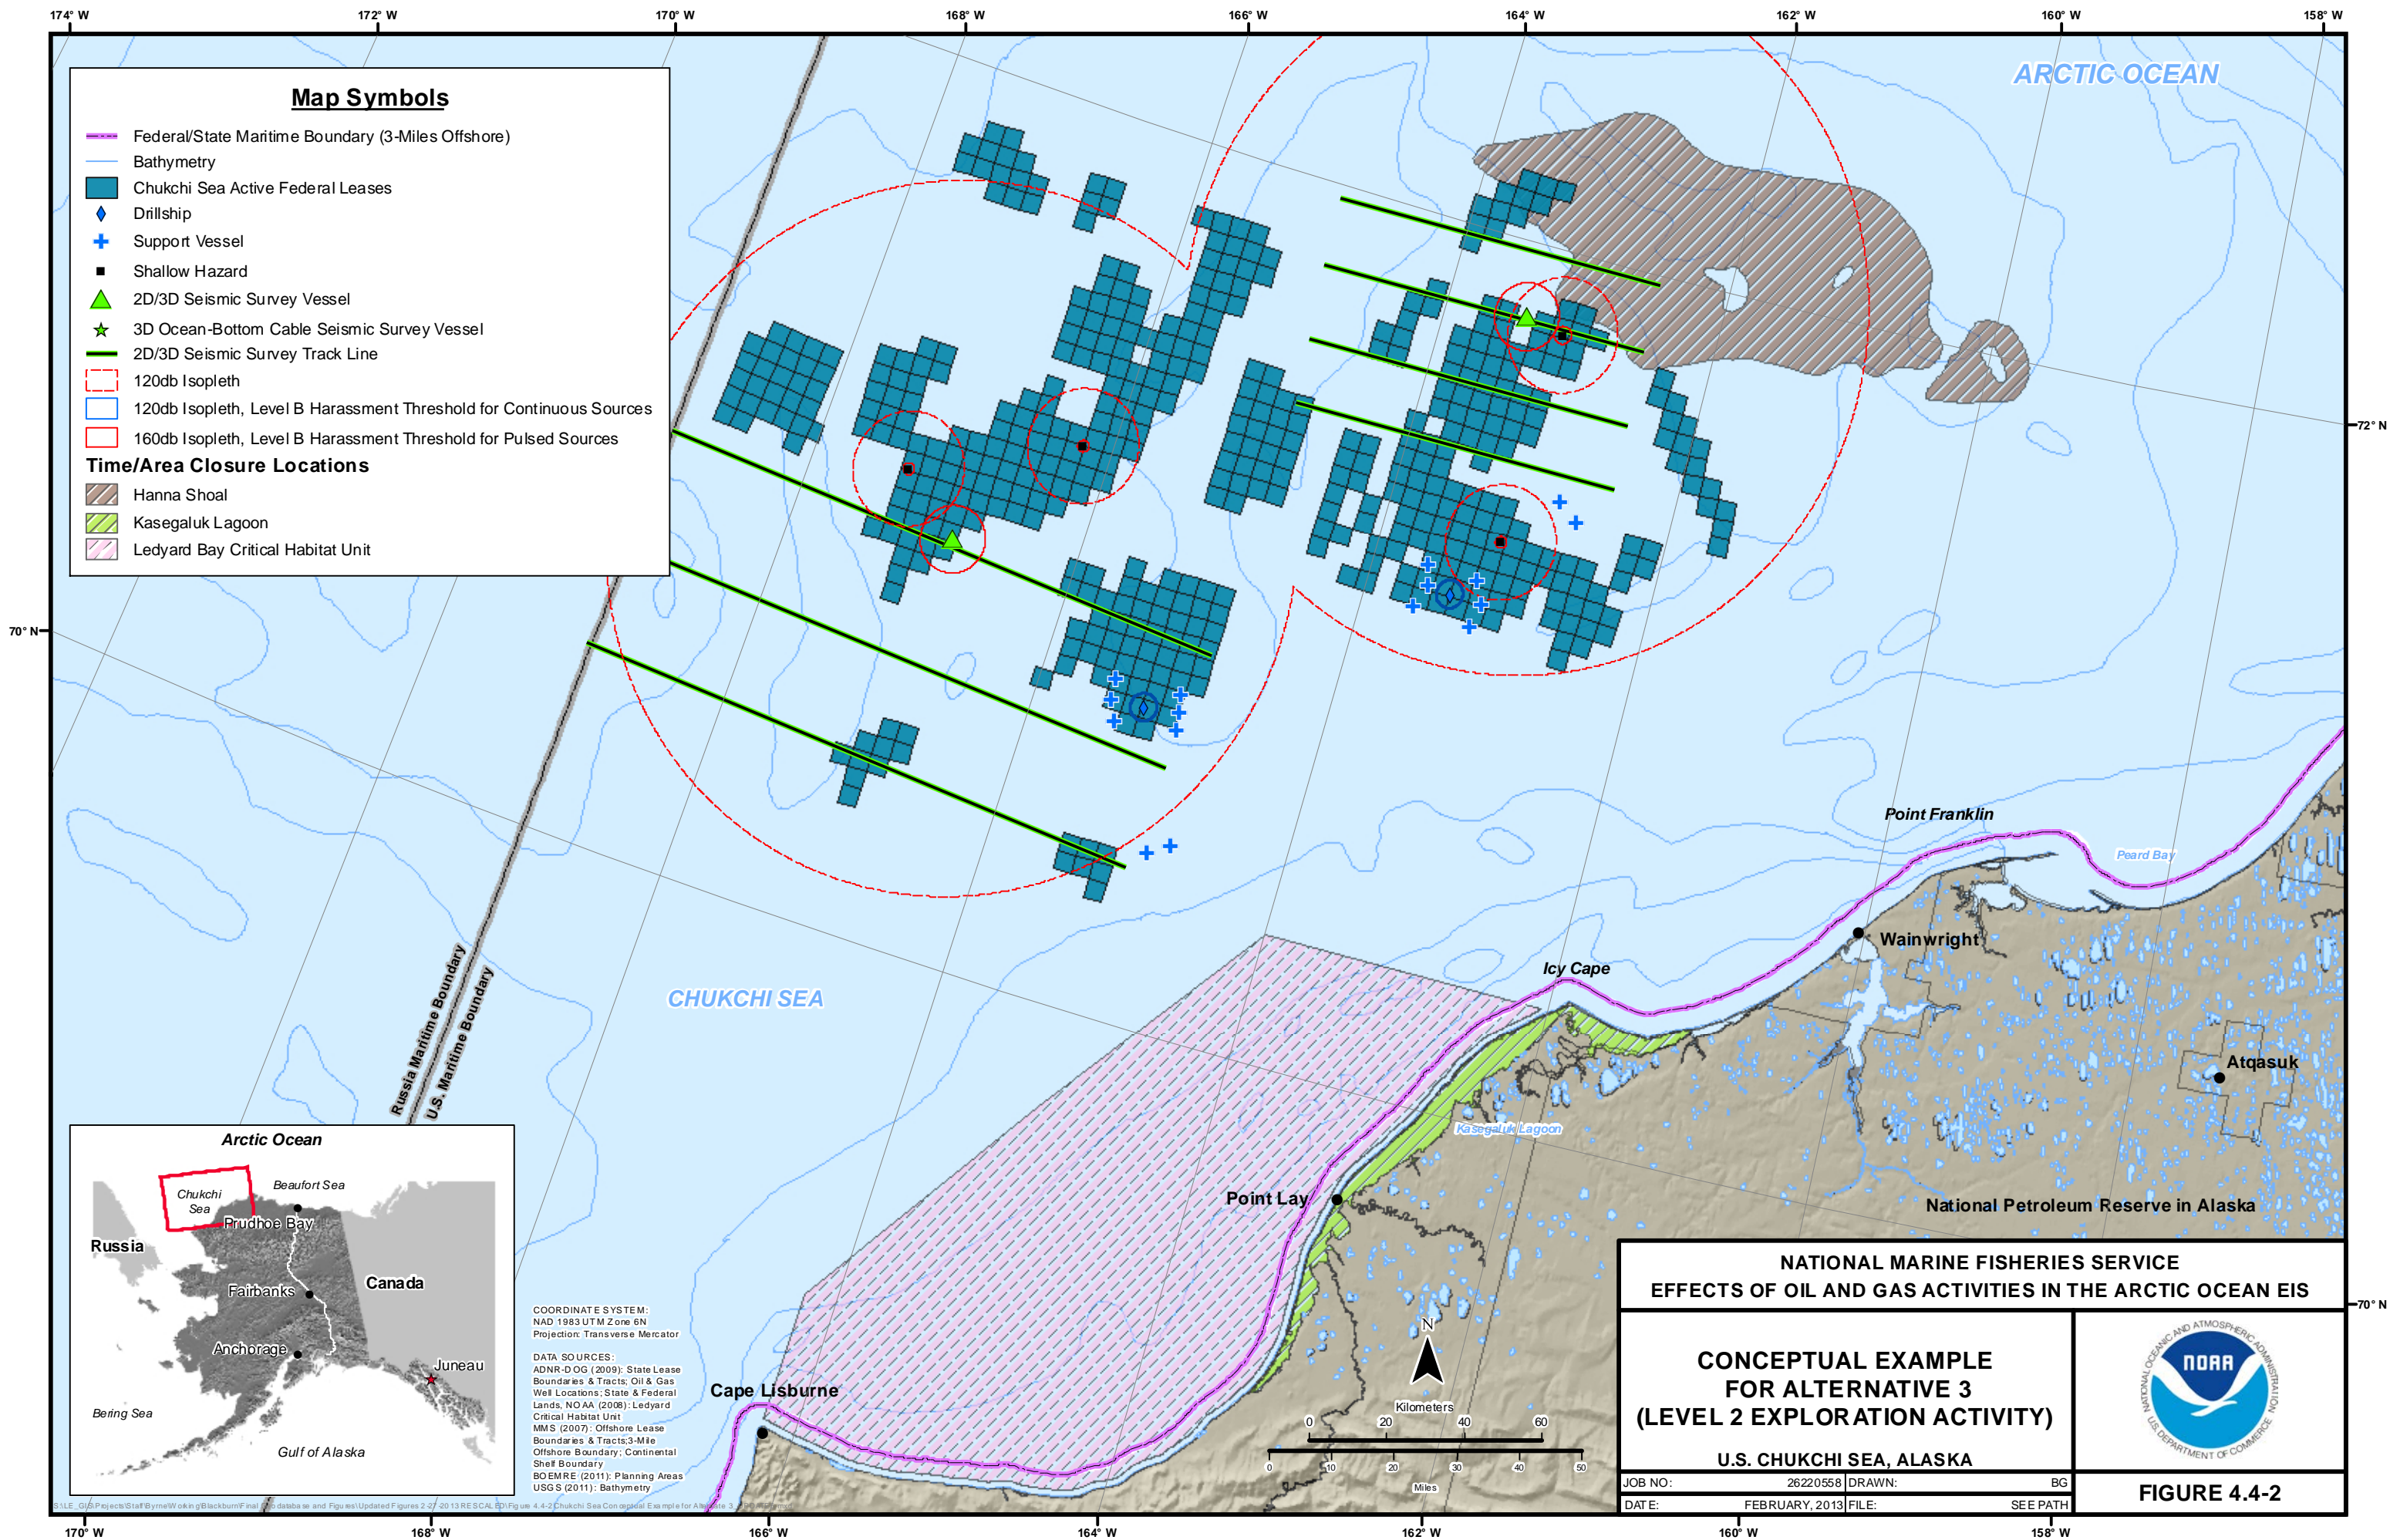 174° W 172° W 170° W 168° W 166° W 164° W 162° W 160° W 158° W
ARCTIC OCEAN
Map Symbols
Federal/State Maritime Boundary (3-Miles Offshore)
Bathymetry
Chukchi Sea Active Federal Leases
Drillship
Support Vessel
Shallow Hazard
2D/3D Seismic Survey Vessel
3D Ocean-Bottom Cable Seismic Survey Vessel
2D/3D Seismic Survey Track Line
120db Isopleth
120db Isopleth, Level B Harassment Threshold for Continuous Sources
160db Isopleth, Level B Harassment Threshold for Pulsed Sources
Time/Area Closure Locations
Hanna Shoal
Kasegaluk Lagoon
Ledyard Bay Critical Habitat Unit
72° N
70° N
Point Franklin
Peard Bay
Wainwright
Icy Cape
CHUKCHI SEA
Russia Maritime Boundary
U.S. Maritime Boundary
Atqasuk
Kasegaluk Lagoon
Point Lay
National Petroleum Reserve in Alaska
Cape Lisburne
Arctic Ocean
Beaufort Sea
Chukchi
Sea
Prudhoe Bay
Russia
Canada
Fairbanks
Anchorage
Juneau
Bering Sea
Gulf of Alaska
COORDINATE SYSTEM:
NAD 1983 UTM Zone 6N
Projection: Transverse Mercator
DATA SOURCES:
ADNR-DOG (2009): State Lease
Boundaries & Tracts; Oil & Gas
Well Locations; State & Federal
Lands, NOAA (2008): Ledyard
Critical Habitat Unit
MMS (2007): Offshore Lease
Boundaries & Tracts;3-Mile
Offshore Boundary; Continental
Shelf Boundary
BOEMRE (2011): Planning Areas
USGS (2011): Bathymetry
N
Kilometers
0 20 40 60
0 10 20 30 40 50
Miles
70° N
NATIONAL MARINE FISHERIES SERVICE
EFFECTS OF OIL AND GAS ACTIVITIES IN THE ARCTIC OCEAN EIS
CONCEPTUAL EXAMPLE
FOR ALTERNATIVE 3
(LEVEL 2 EXPLORATION ACTIVITY)
U.S. CHUKCHI SEA, ALASKA
JOB NO: 26220558 DRAWN: BG
DATE: FEBRUARY, 2013 FILE: SEE PATH
NATIONAL OCEANIC AND ATMOSPHERIC ADMINISTRATION
NOAA
U.S. DEPARTMENT OF COMMERCE
FIGURE 4.4-2
170° W 168° W 166° W 164° W 162° W 160° W 158° W